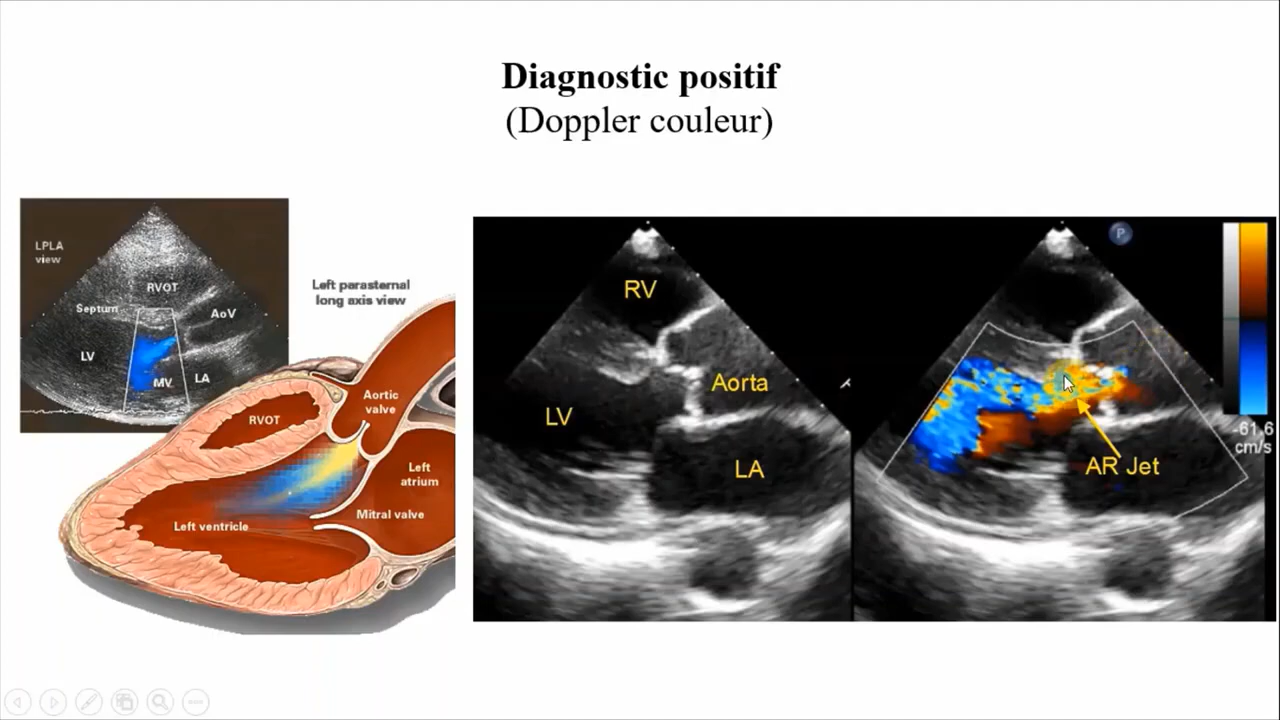 Diagnostic positif
(Doppler couleur)
LPLA
view
RVOT
Septum
AoV
LV
MV
LA
Left parasternal
long axis view
Aortic
valve
RVOT
Left
atrium
Mitral valve
Left ventricle
RV
Aorta
LV
LA
P
-61.6
cm/s
AR Jet